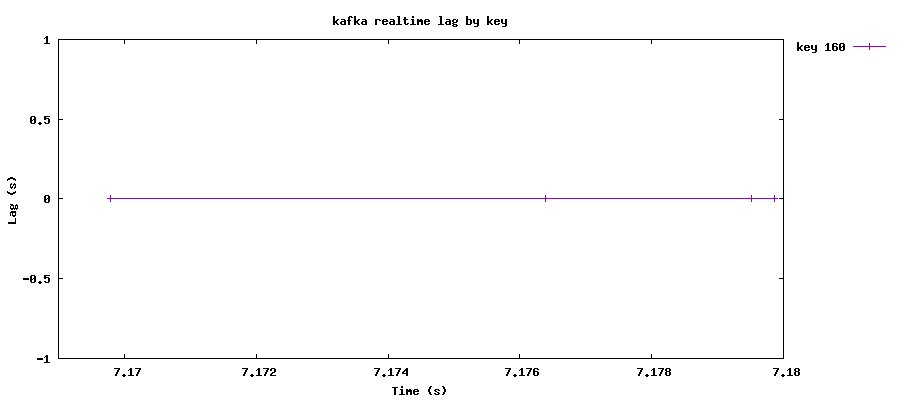 kafka realtime lag by key
key 160
1
0.5
0
-0.5
-1
Lag (s)
7.17 7.172 7.174 7.176 7.178 7.18
Time (s)